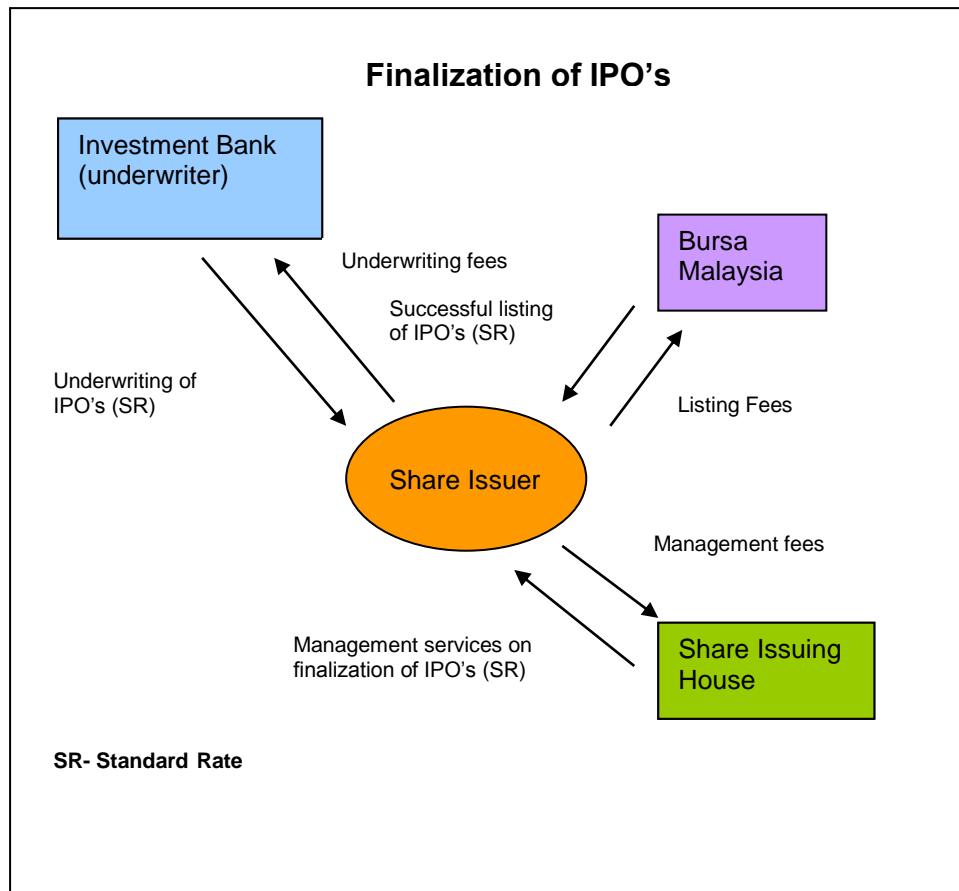 Finalization of IPO’s
Investment Bank
(underwriter)
Bursa
Malaysia
Underwriting fees
Successful listing
of IPO’s (SR)
Underwriting of
IPO’s (SR)
Listing Fees
Share Issuer
Management fees
Management services on
finalization of IPO’s (SR)
Share Issuing
House
SR- Standard Rate